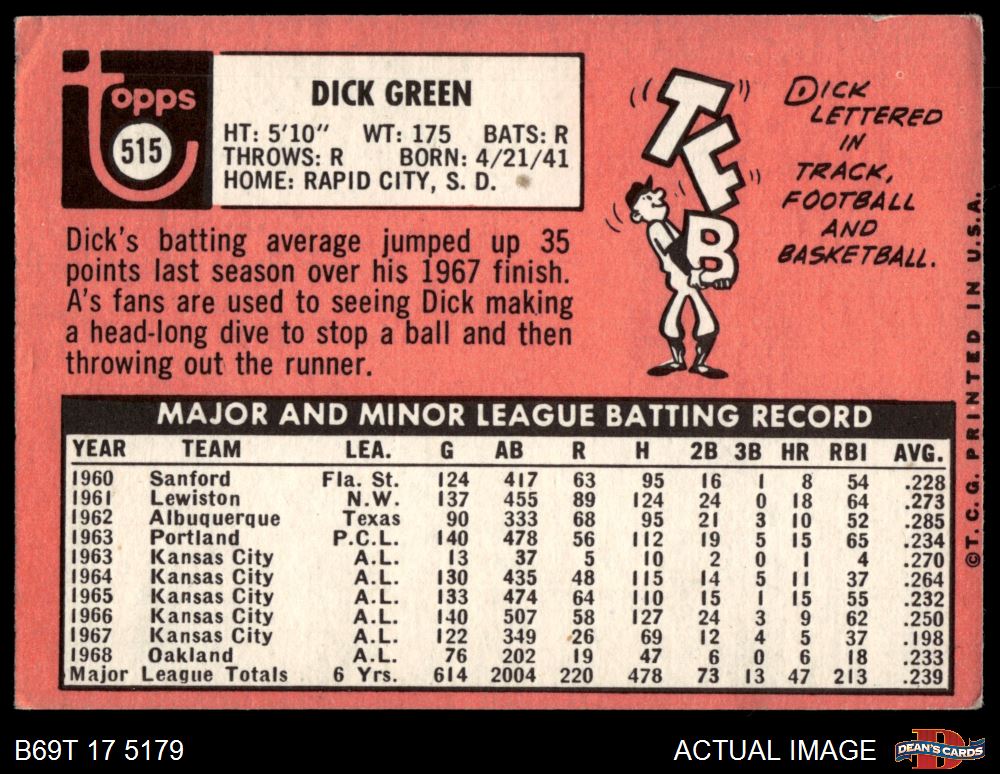 topps
515
DICK GREEN
HT: 5'10" WT: 175 BATS: R
THROWS: R BORN: 4/21/41
HOME: RAPID CITY, S. D.
Dick's batting average jumped up 35
points last season over his 1967 finish.
A's fans are used to seeing Dick making
a head-long dive to stop a ball and then
throwing out the runner.
T
F
B
DICK
LETTERED
IN
TRACK,
FOOTBALL
AND
BASKETBALL.
MAJOR AND MINOR LEAGUE BATTING RECORD
YEAR TEAM LEA. G AB R H 2B 3B HR RBI AVG.
1960 Sanford Fla. St. 124 417 63 95 16 1 8 54 .228
1961 Lewiston N.W. 137 455 89 124 24 0 18 64 .273
1962 Albuquerque Texas 90 333 68 95 21 3 10 52 .285
1963 Portland P.C.L. 140 478 56 112 19 5 15 65 .234
1963 Kansas City A.L. 13 37 5 10 2 0 1 4 .270
1964 Kansas City A.L. 130 435 48 115 14 5 11 37 .264
1965 Kansas City A.L. 133 474 64 110 15 1 15 55 .232
1966 Kansas City A.L. 140 507 58 127 24 3 9 62 .250
1967 Kansas City A.L. 122 349 26 69 12 4 5 37 .198
1968 Oakland A.L. 76 202 19 47 6 0 6 18 .233
Major League Totals 6 Yrs. 614 2004 220 478 73 13 47 213 .239
©T.C.G. PRINTED IN U.S.A.
B69T 17 5179
ACTUAL IMAGE
DEAN'S CARDS